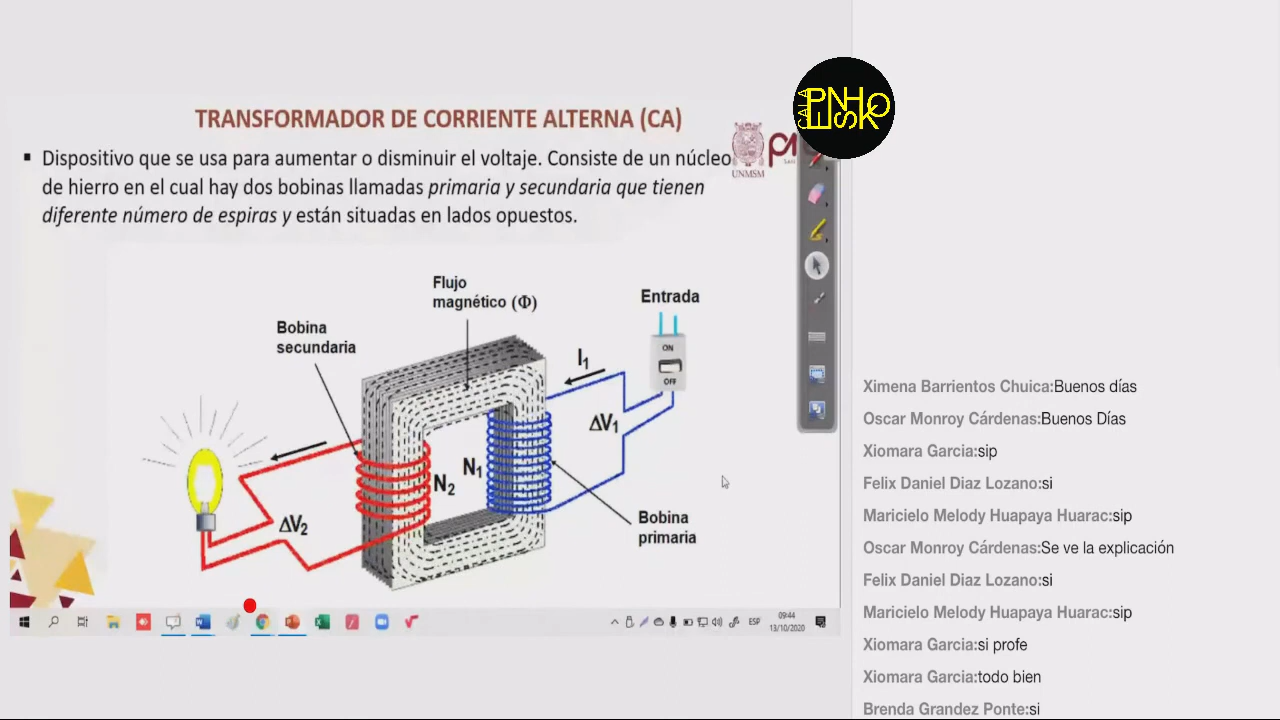 TRANSFORMADOR DE CORRIENTE ALTERNA (CA)
▪ Dispositivo que se usa para aumentar o disminuir el voltaje. Consiste de un núcleo
de hierro en el cual hay dos bobinas llamadas primaria y secundaria que tienen
diferente número de espiras y están situadas en lados opuestos.
UNMSM
Flujo
magnético (Φ)
Entrada
Bobina
secundaria
ON
OFF
I₁
ΔV₁
N₁
N₂
ΔV₂
Bobina
primaria
ESP
09:44
13/10/2020
Ximena Barrientos Chuica:Buenos días
Oscar Monroy Cárdenas:Buenos Días
Xiomara Garcia:sip
Felix Daniel Diaz Lozano:si
Maricielo Melody Huapaya Huarac:sip
Oscar Monroy Cárdenas:Se ve la explicación
Felix Daniel Diaz Lozano:si
Maricielo Melody Huapaya Huarac:sip
Xiomara Garcia:si profe
Xiomara Garcia:todo bien
Brenda Grandez Ponte:si